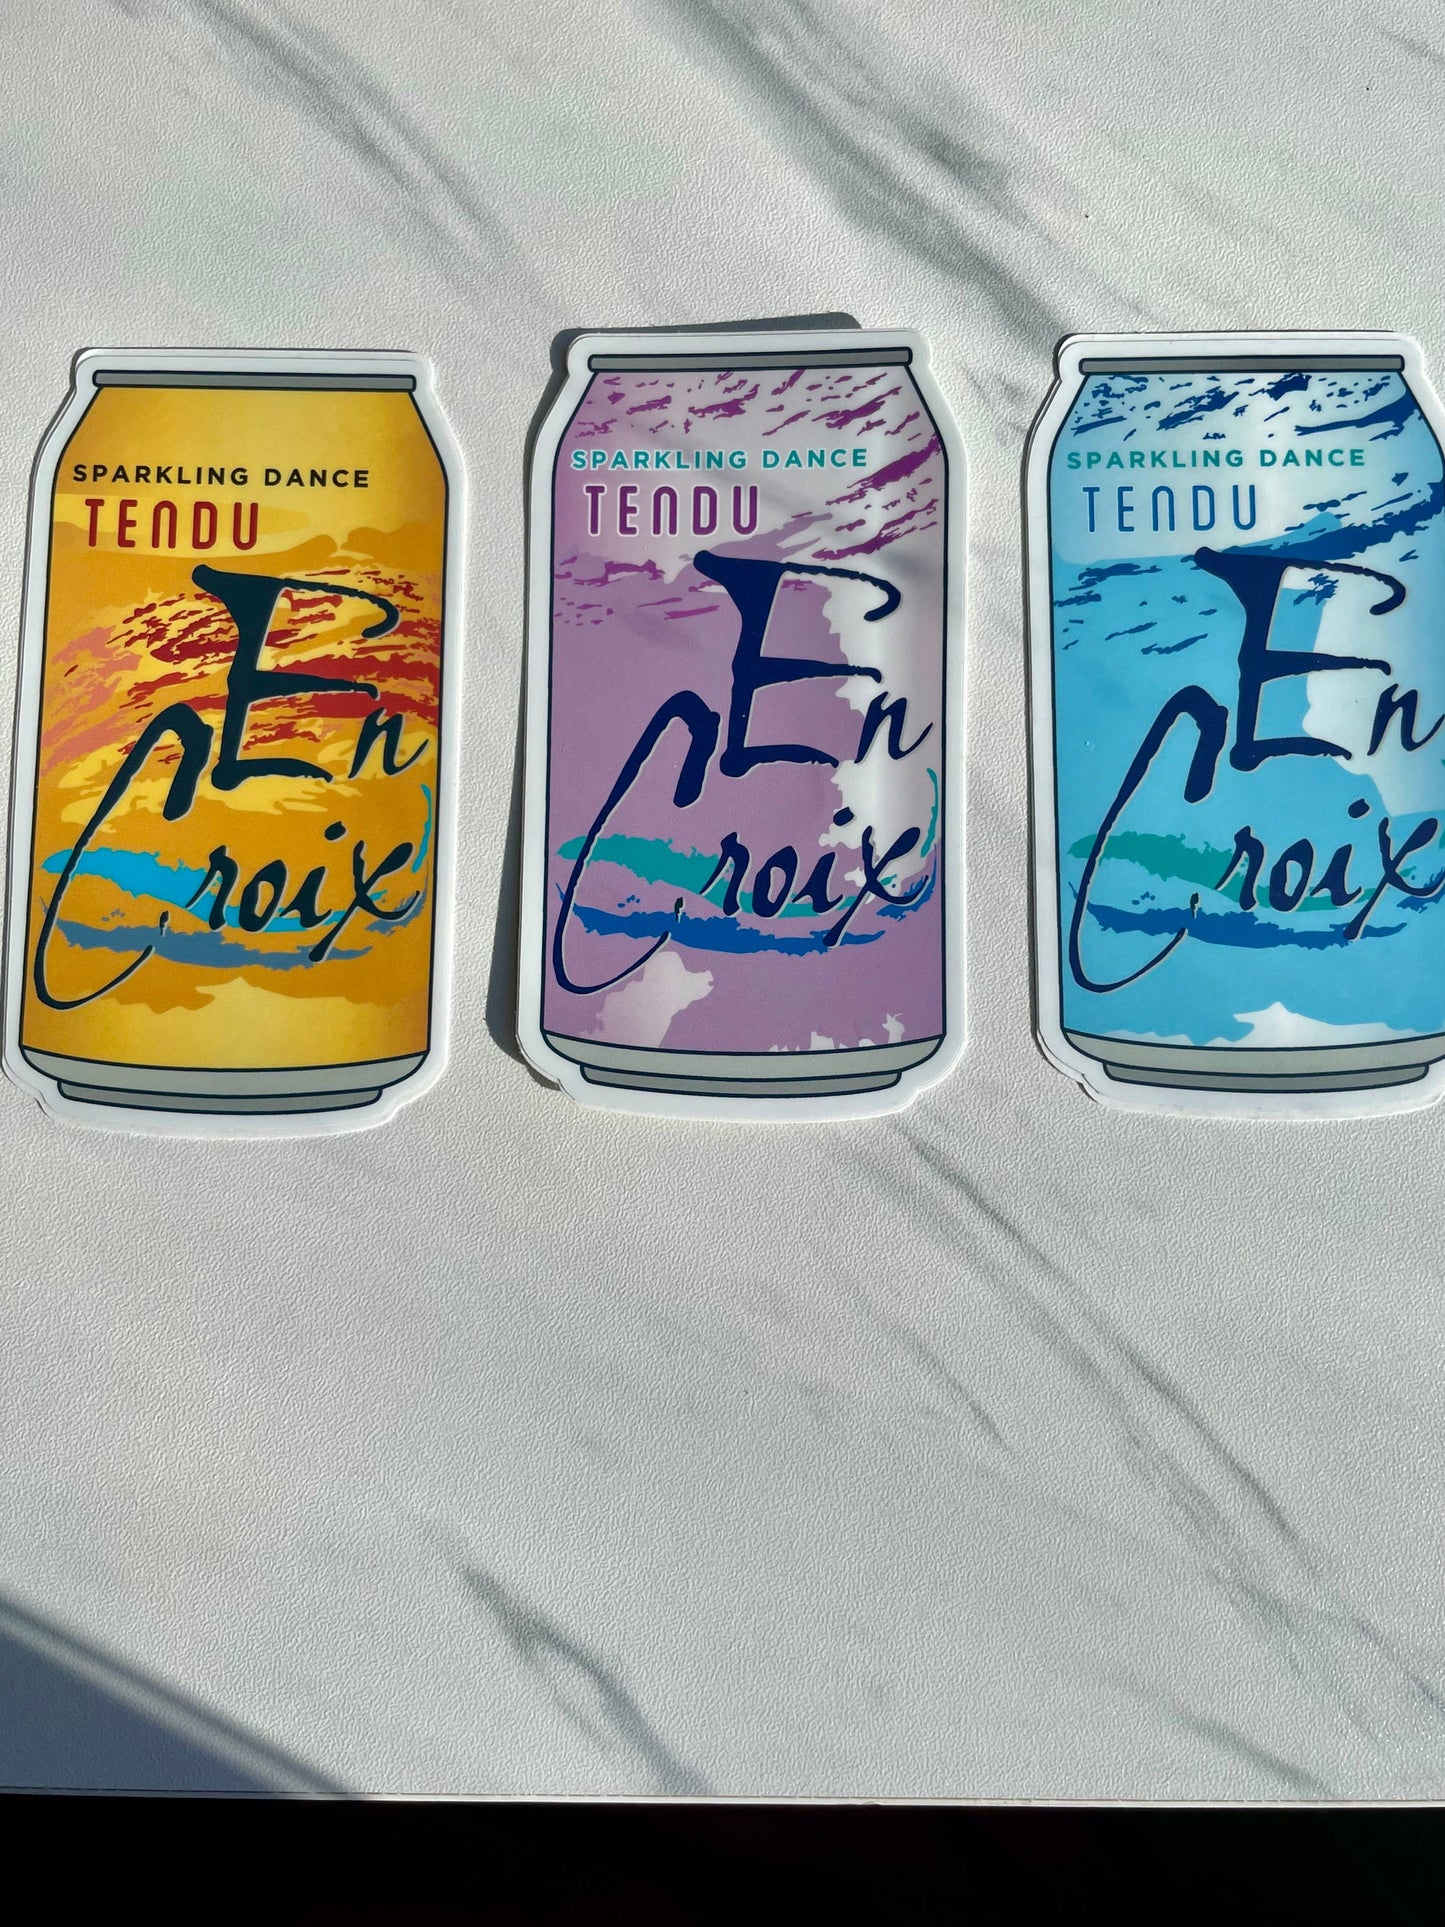 SPARKLING DANCE
TENDU
En
Croix
SPARKLING DANCE
TENDU
En
Croix
SPARKLING DANCE
TENDU
En
Croix